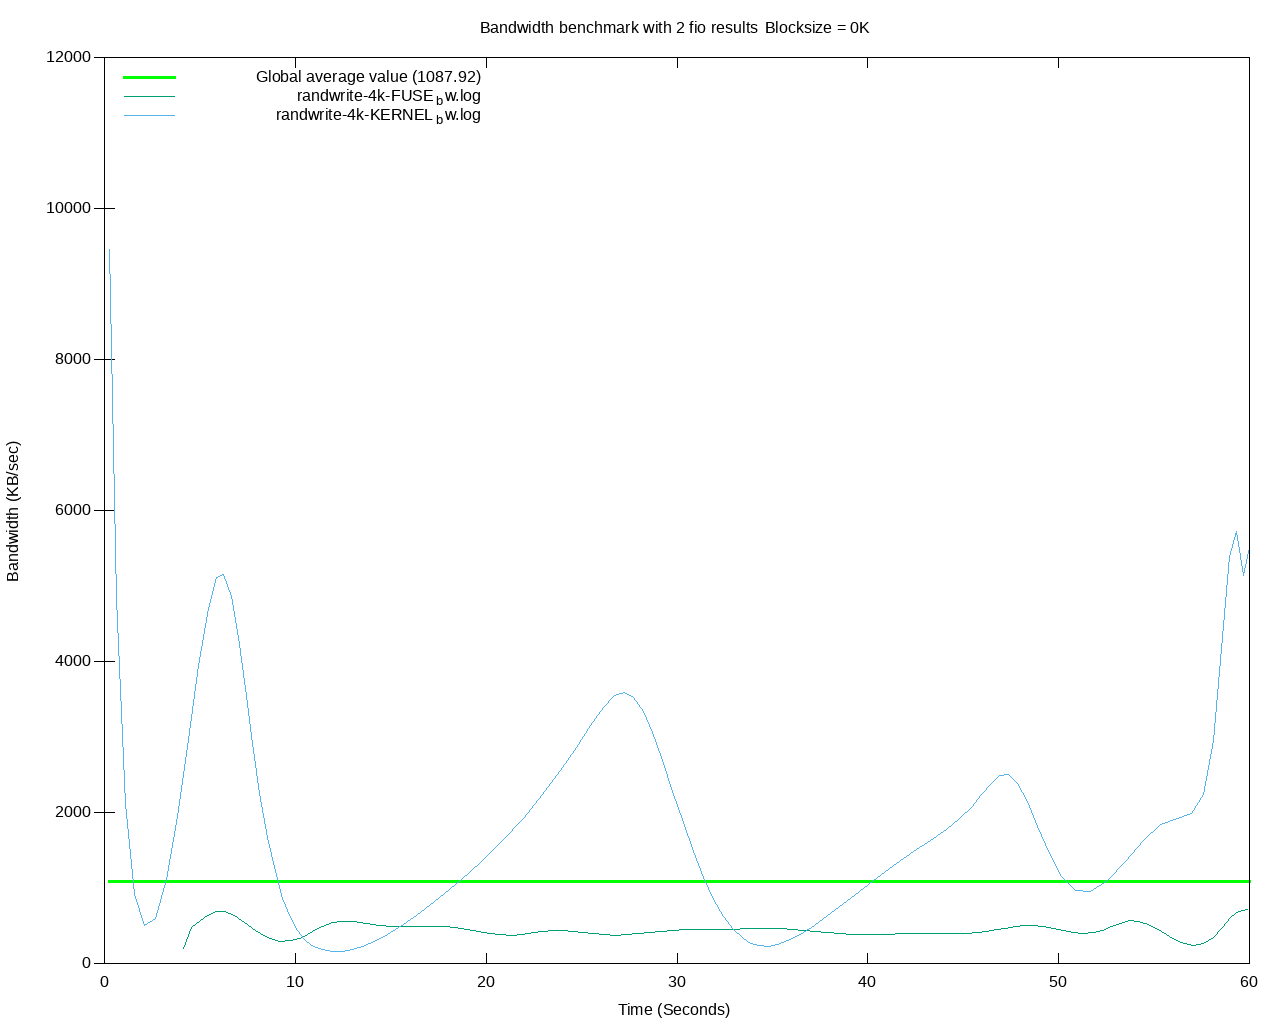 Bandwidth benchmark with 2 fio results Blocksize = 0K
12000
Global average value (1087.92)
randwrite-4k-FUSE_bw.log
randwrite-4k-KERNEL_bw.log
10000
8000
6000
4000
2000
0
Bandwidth (KB/sec)
0 10 20 30 40 50 60
Time (Seconds)